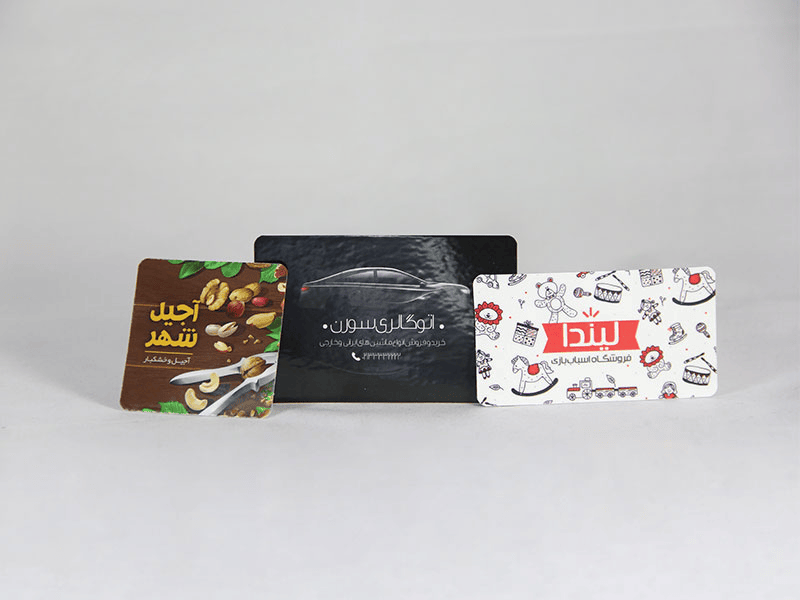 آجیل
شهر
آجیل و خشکبار
اتوگالری سورن
خرید و فروش انواع ماشین های ایرانی و خارجی
لیندا
فروشگاه اسباب بازی